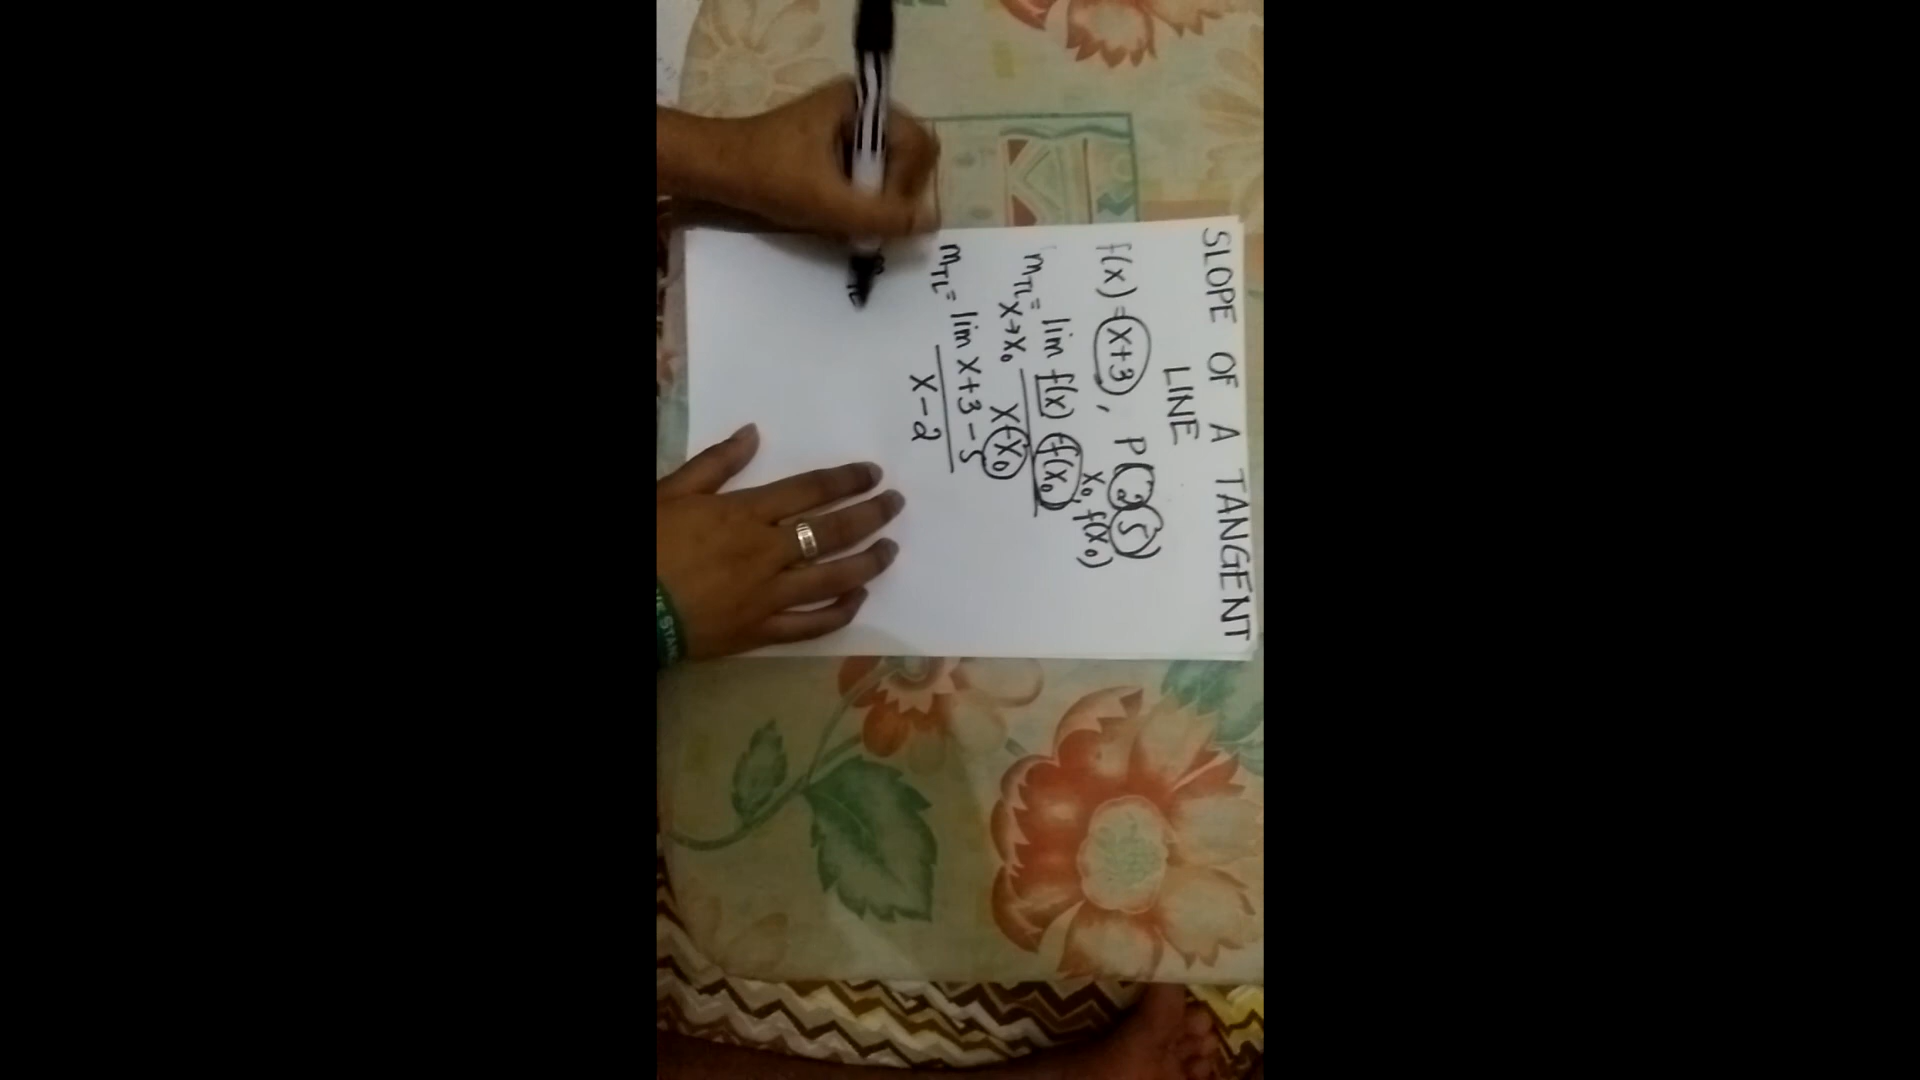 SLOPE OF A TANGENT
LINE
f(x) = x+3, P(2,5)
x₀, f(x₀)
m_TL = lim f(x) - f(x₀)
x→x₀ x - x₀
m_TL = lim x+3-5
x-2
m_TL